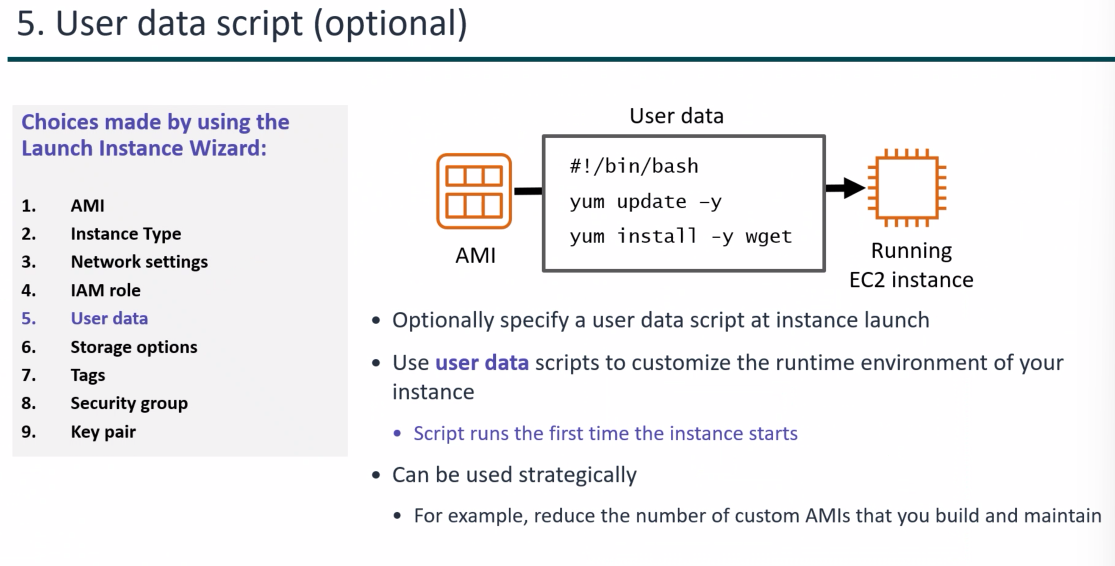 5. User data script (optional)
Choices made by using the
Launch Instance Wizard:
1. AMI
2. Instance Type
3. Network settings
4. IAM role
5. User data
6. Storage options
7. Tags
8. Security group
9. Key pair
User data
#!/bin/bash
yum update –y
yum install -y wget
AMI
Running
EC2 instance
• Optionally specify a user data script at instance launch
• Use user data scripts to customize the runtime environment of your
instance
• Script runs the first time the instance starts
• Can be used strategically
• For example, reduce the number of custom AMIs that you build and maintain